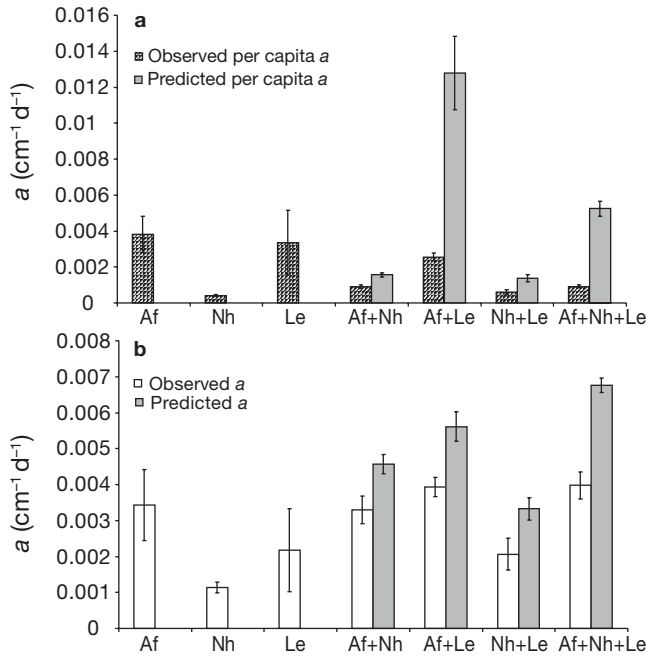 a
Observed per capita a
Predicted per capita a
a (cm⁻¹ d⁻¹)
0.016
0.014
0.012
0.010
0.008
0.006
0.004
0.002
0
Af Nh Le Af+Nh Af+Le Nh+Le Af+Nh+Le
b
Observed a
Predicted a
a (cm⁻¹ d⁻¹)
0.008
0.007
0.006
0.005
0.004
0.003
0.002
0.001
0
Af Nh Le Af+Nh Af+Le Nh+Le Af+Nh+Le